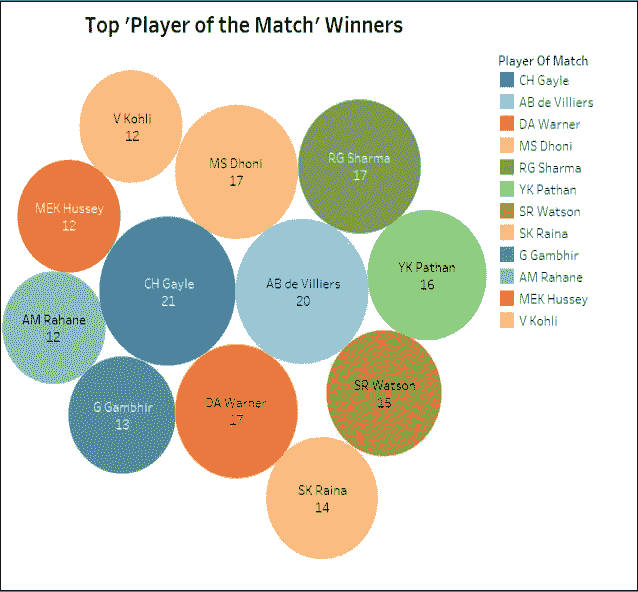 Top 'Player of the Match' Winners
Player Of Match
CH Gayle
AB de Villiers
DA Warner
MS Dhoni
RG Sharma
YK Pathan
SR Watson
SK Raina
G Gambhir
AM Rahane
MEK Hussey
V Kohli
V Kohli
12
MS Dhoni
17
RG Sharma
17
MEK Hussey
12
CH Gayle
21
AB de Villiers
20
YK Pathan
16
AM Rahane
12
G Gambhir
13
DA Warner
17
SR Watson
15
SK Raina
14